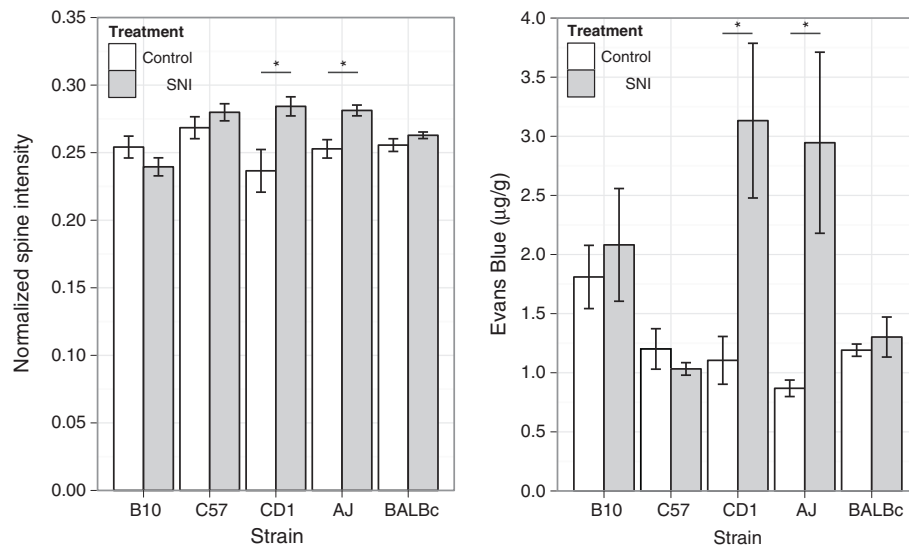 0.35
0.30
0.25
0.20
0.15
0.10
0.05
0.00
Normalized spine intensity
Treatment
Control
SNI
*
*
B10 C57 CD1 AJ BALBc
Strain
4.0
3.5
3.0
2.5
2.0
1.5
1.0
0.5
0.0
Evans Blue (µg/g)
Treatment
Control
SNI
*
*
B10 C57 CD1 AJ BALBc
Strain